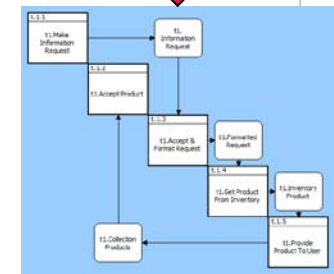 t.1.1
t1.Make
Information
Request
t1.
Information
Request
t.1.2
t1.Accept Product
t.1.3
t1.Accept &
Format Request
t1.Formatted
Request
t.1.4
t1.Get Product
From Inventory
t1.Inventory
Product
t.1.5
t1.Provide
Product To User
t1.Collection
Products